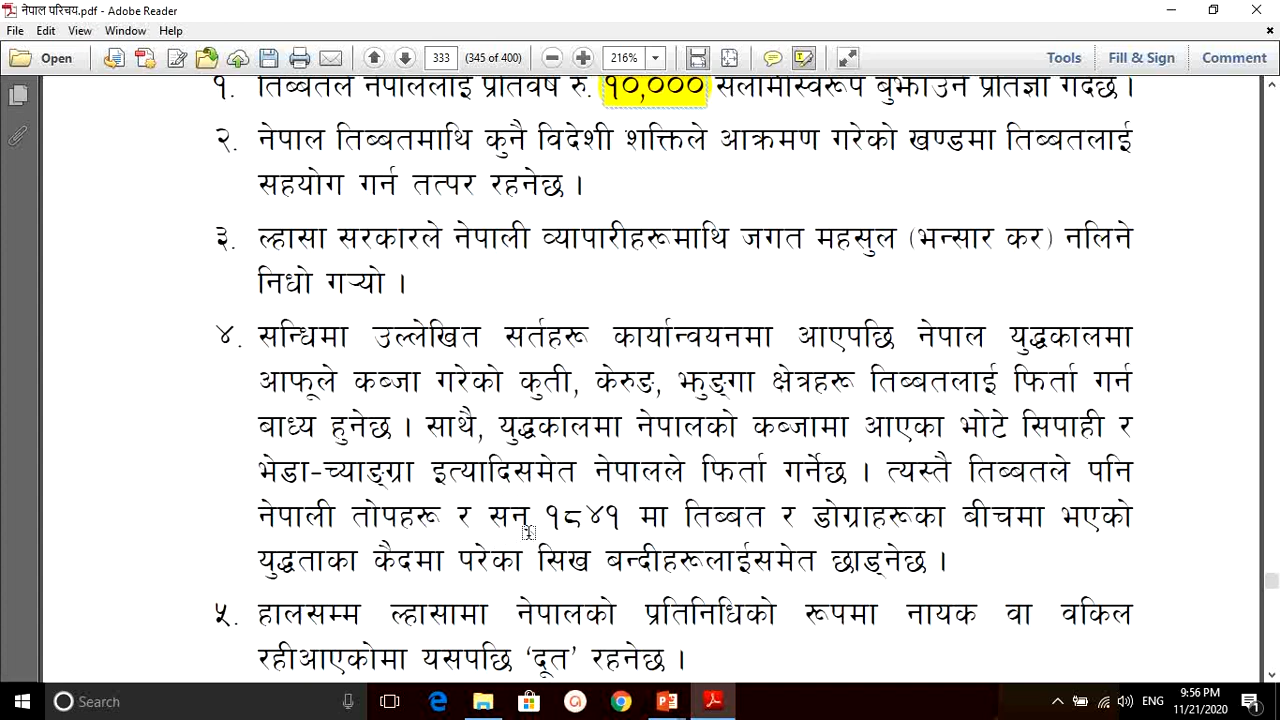 नेपाल परिचय.pdf - Adobe Reader
File Edit View Window Help
Open 333 (345 of 400) 216% Tools Fill & Sign Comment
१. तिब्बतले नेपाललाई प्रतिवर्ष रु. १०,००० सलामीस्वरूप बुझाउने प्रतिज्ञा गर्दछ ।
२. नेपाल तिब्बतमाथि कुनै विदेशी शक्तिले आक्रमण गरेको खण्डमा तिब्बतलाई
सहयोग गर्न तत्पर रहनेछ ।
३. ल्हासा सरकारले नेपाली व्यापारीहरूमाथि जगत महसुल (भन्सार कर) नलिने
निधो गऱ्यो ।
४. सन्धिमा उल्लेखित सर्तहरू कार्यान्वयनमा आएपछि नेपाल युद्धकालमा
आफूले कब्जा गरेको कुती, केरुङ, झुङ्गा क्षेत्रहरू तिब्बतलाई फिर्ता गर्न
बाध्य हुनेछ । साथै, युद्धकालमा नेपालको कब्जामा आएका भोटे सिपाही र
भेडा-च्याङ्ग्रा इत्यादिसमेत नेपालले फिर्ता गर्नेछ । त्यस्तै तिब्बतले पनि
नेपाली तोपहरू र सन् १८४१ मा तिब्बत र डोग्राहरूका बीचमा भएको
युद्धताका कैदमा परेका सिख बन्दीहरूलाईसमेत छाड्नेछ ।
५. हालसम्म ल्हासामा नेपालको प्रतिनिधिको रूपमा नायक वा वकिल
रहीआएकोमा यसपछि ‘दूत’ रहनेछ ।
Search ENG 9:56 PM
11/21/2020